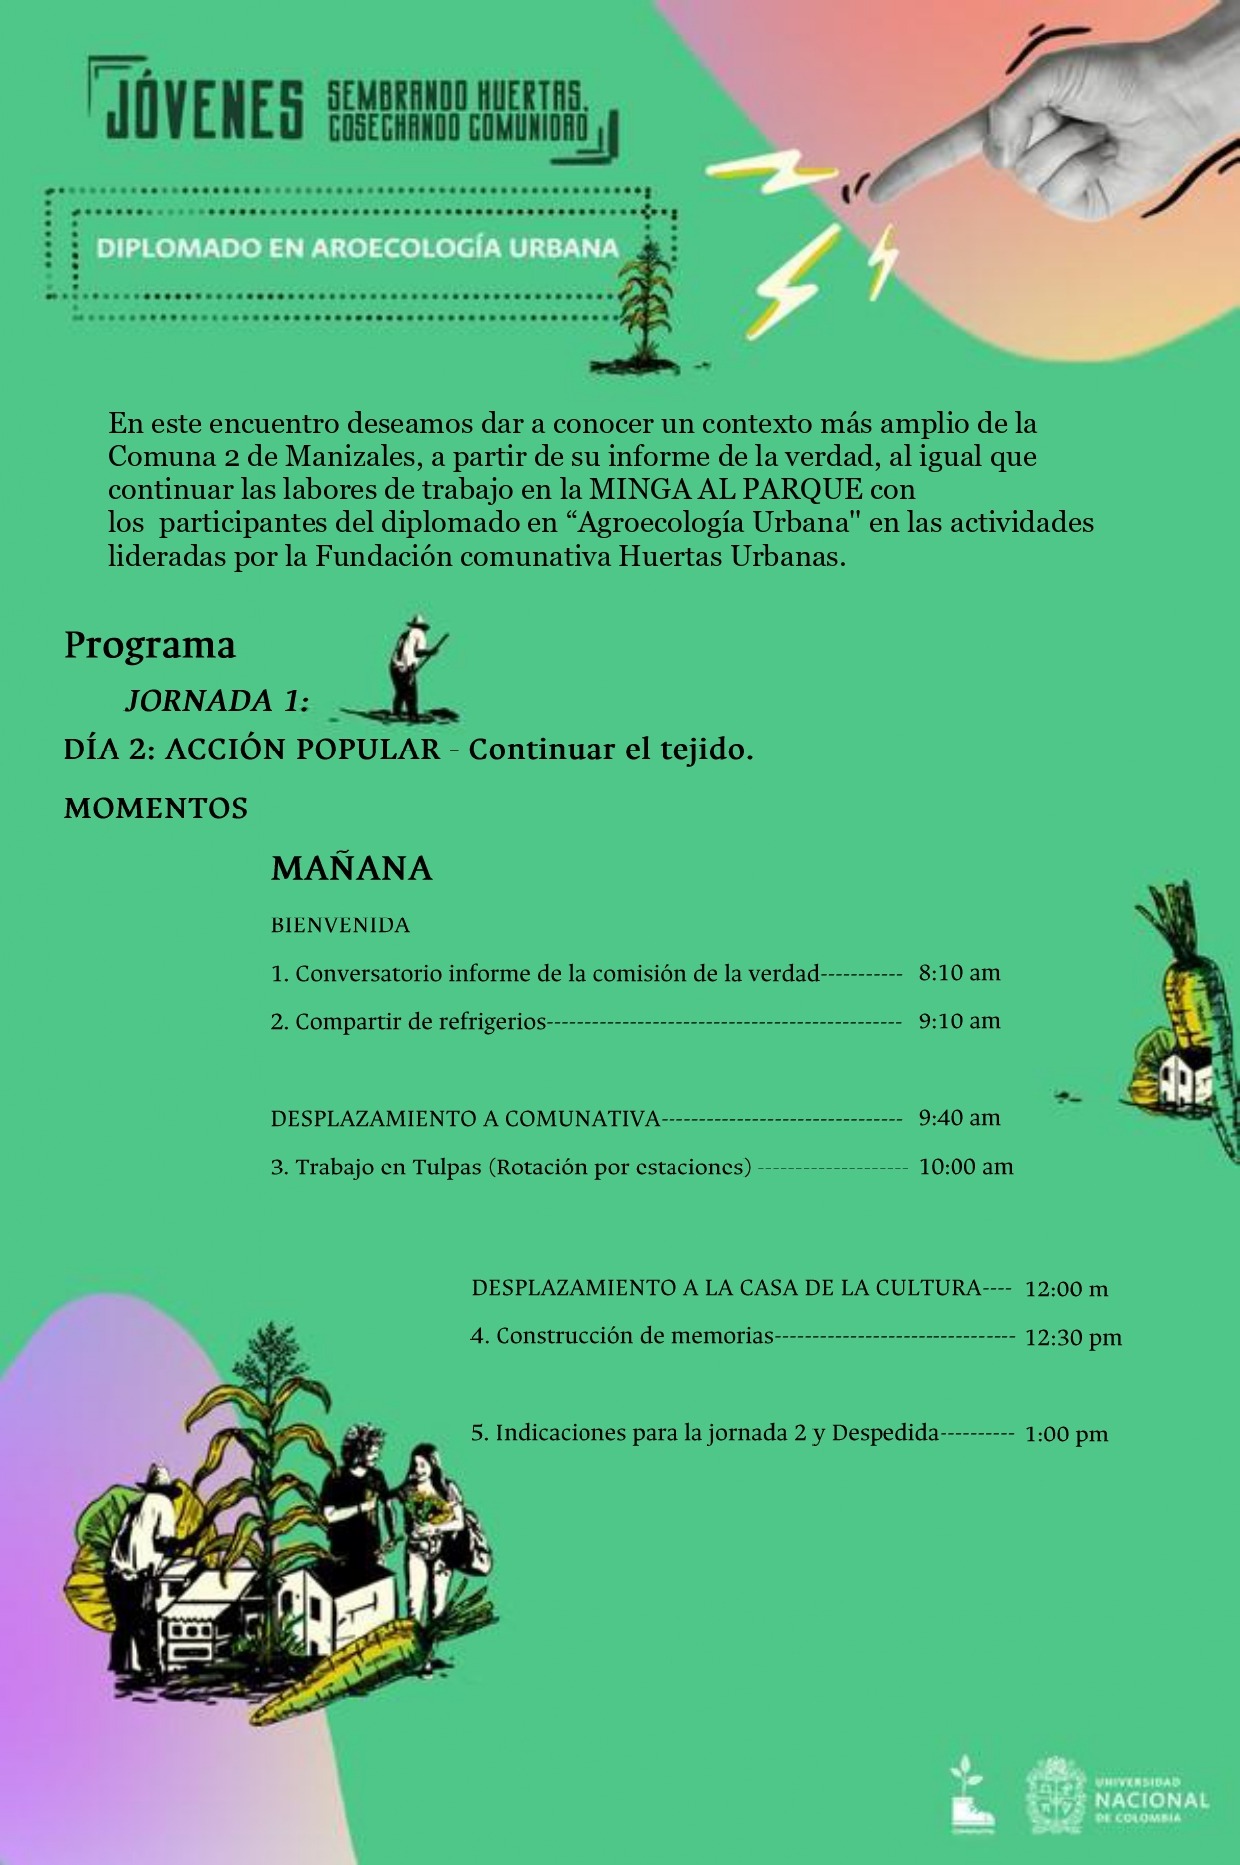 JÓVENES SEMBRANDO HUERTAS,
COSECHANDO COMUNIDAD
DIPLOMADO EN AROECOLOGÍA URBANA
En este encuentro deseamos dar a conocer un contexto más amplio de la
Comuna 2 de Manizales, a partir de su informe de la verdad, al igual que
continuar las labores de trabajo en la MINGA AL PARQUE con
los  participantes del diplomado en “Agroecología Urbana" en las actividades
lideradas por la Fundación comunativa Huertas Urbanas.
Programa
JORNADA 1:
DÍA 2: ACCIÓN POPULAR - Continuar el tejido.
MOMENTOS
MAÑANA
BIENVENIDA
1. Conversatorio informe de la comisión de la verdad----------- 8:10 am
2. Compartir de refrigerios----------------------------------------------- 9:10 am
DESPLAZAMIENTO A COMUNATIVA-------------------------------- 9:40 am
3. Trabajo en Tulpas (Rotación por estaciones) -------------------- 10:00 am
DESPLAZAMIENTO A LA CASA DE LA CULTURA---- 12:00 m
4. Construcción de memorias-------------------------------- 12:30 pm
5. Indicaciones para la jornada 2 y Despedida---------- 1:00 pm
UNIVERSIDAD
NACIONAL
DE COLOMBIA